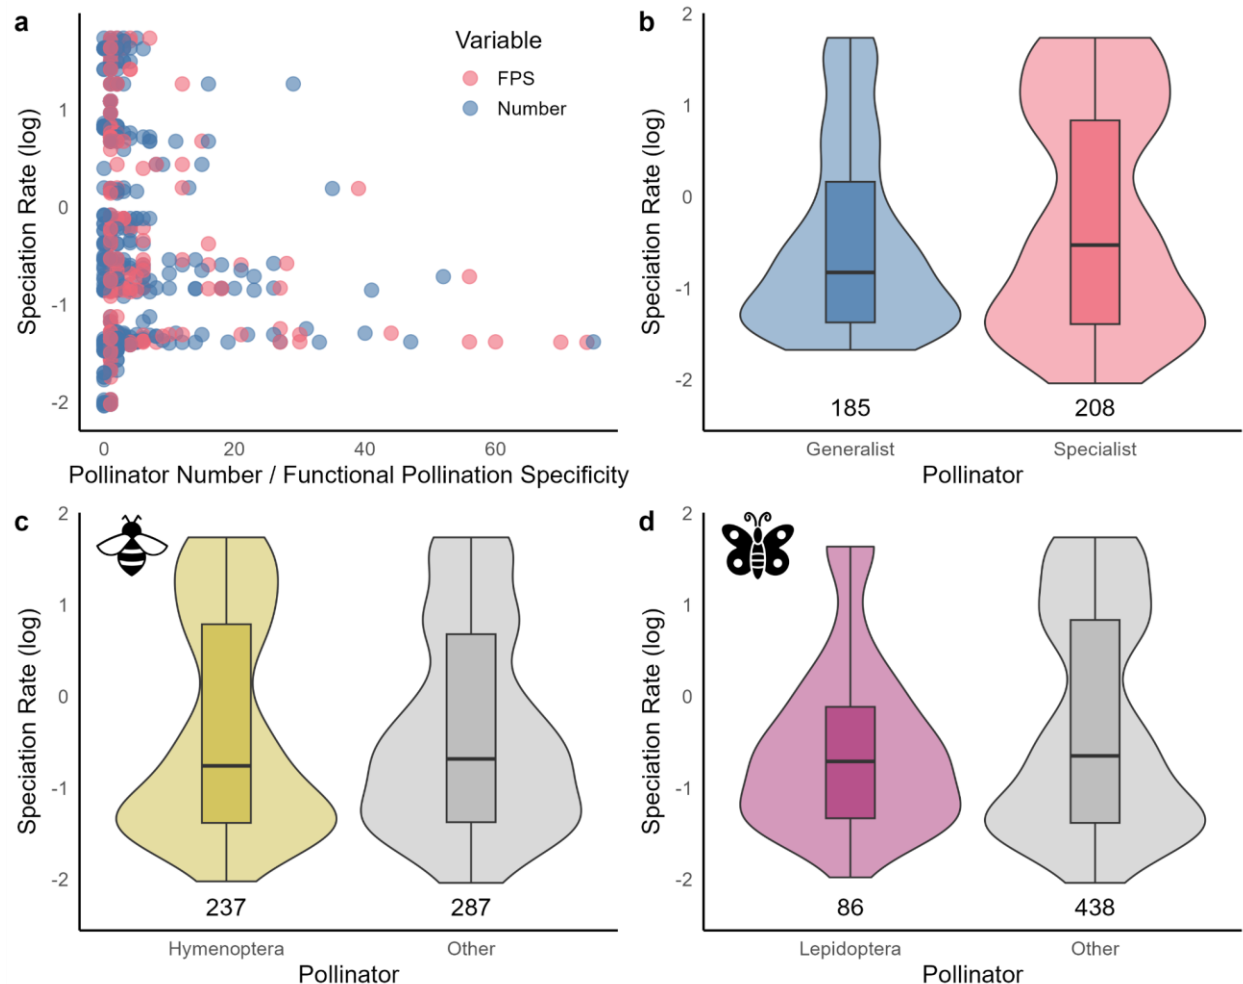 a
Variable
FPS
Number
Speciation Rate (log)
1
0
-1
-2
0 20 40 60
Pollinator Number / Functional Pollination Specificity
b
Speciation Rate (log)
2
1
0
-1
-2
185 208
Generalist Specialist
Pollinator
c
Speciation Rate (log)
2
1
0
-1
-2
237 287
Hymenoptera Other
Pollinator
d
Speciation Rate (log)
2
1
0
-1
-2
86 438
Lepidoptera Other
Pollinator